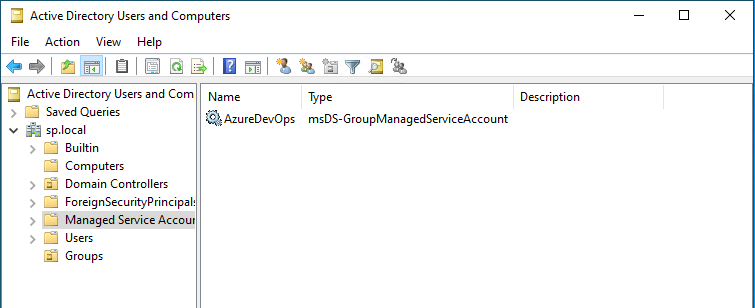 Active Directory Users and Computers
File Action View Help
Active Directory Users and Com
Saved Queries
sp.local
Builtin
Computers
Domain Controllers
ForeignSecurityPrincipals
Managed Service Accour
Users
Groups
Name Type Description
AzureDevOps msDS-GroupManagedServiceAccount